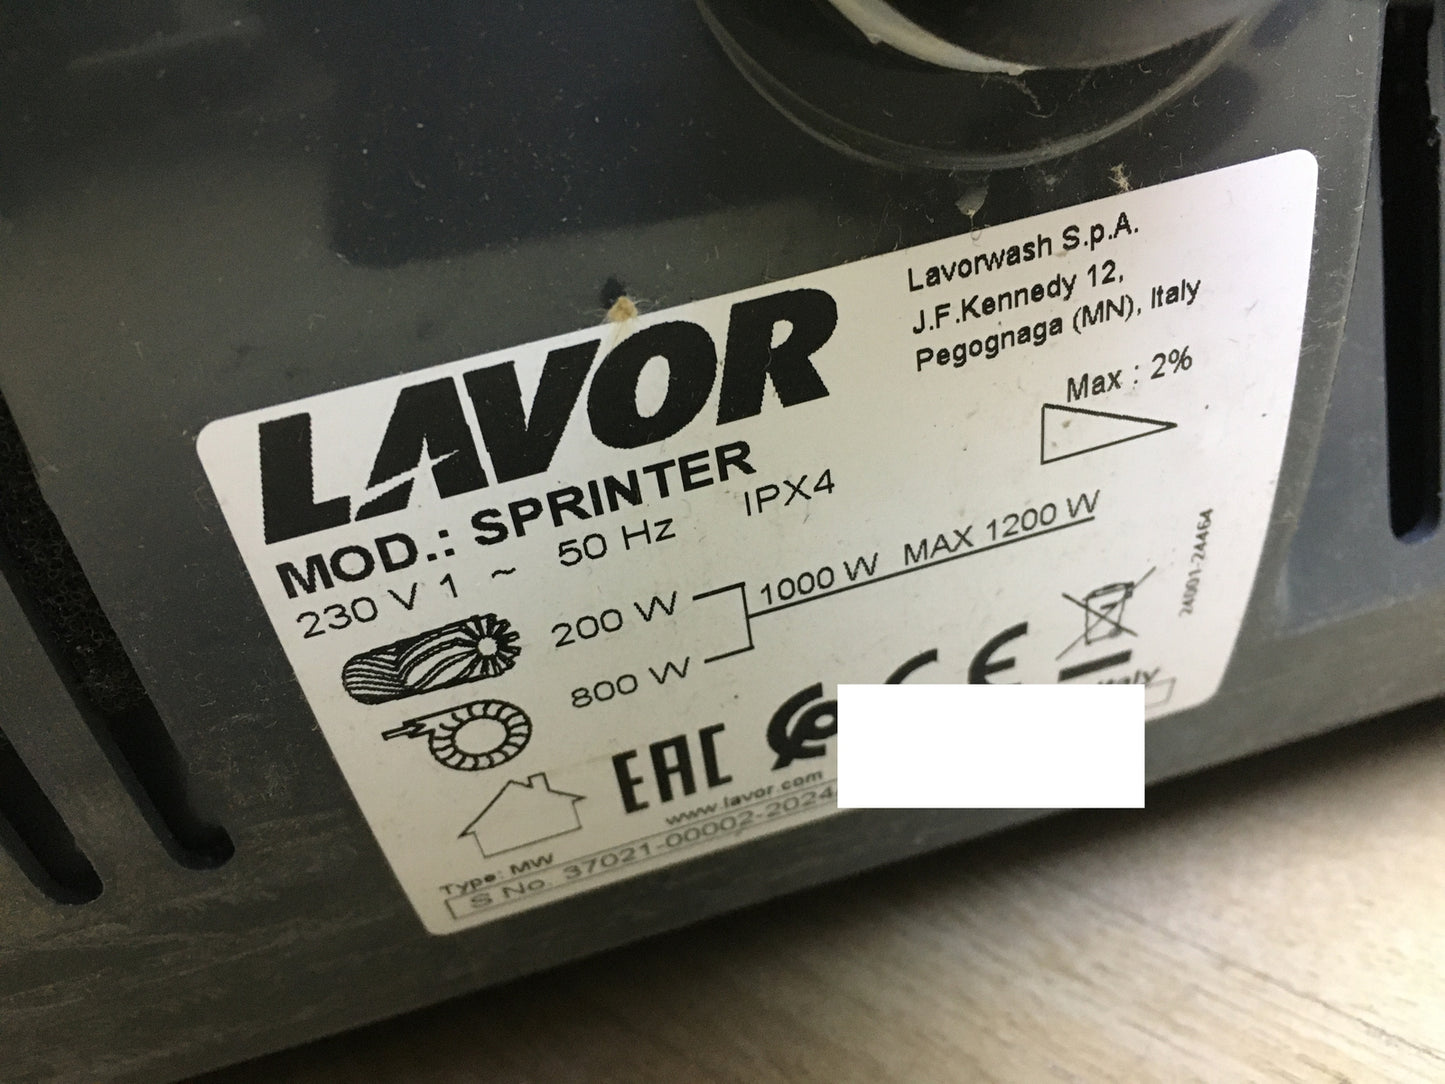 LAVOR
Lavorwash S.p.A.
J.F.Kennedy 12,
Pegognaga (MN), Italy
Max : 2%
MOD.: SPRINTER
230 V 1 ~ 50 Hz IPX4
200 W
1000 W MAX 1200 W
800 W
24001-24464
EAC
CE
Italy
www.lavor.com
Type: MW
S No. 37021-00002-2024